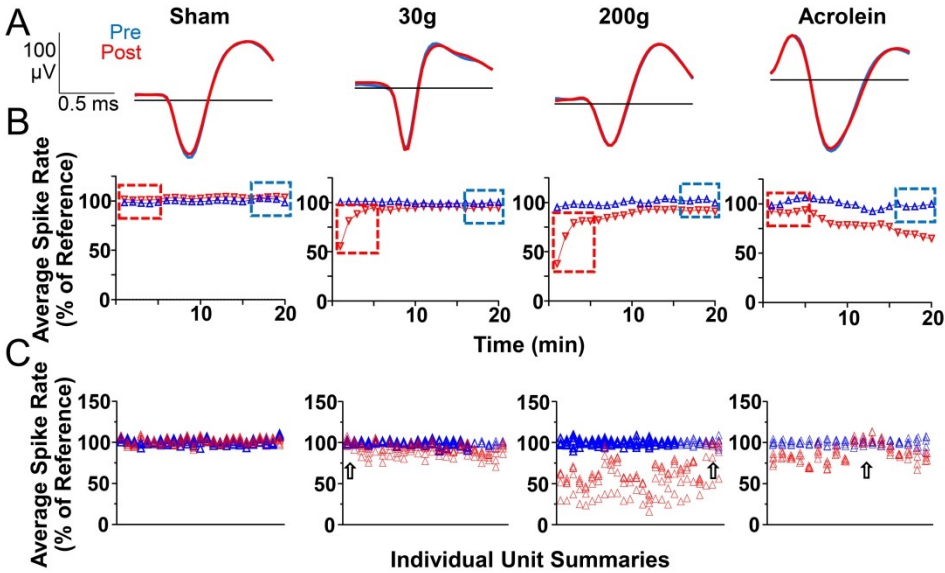 A
Sham
30g
200g
Acrolein
Pre
Post
100
µV
0.5 ms
B
Average Spike Rate
(% of Reference)
100
50
0
10
20
100
50
0
10
20
100
50
0
10
20
100
50
0
10
20
Time (min)
C
Average Spike Rate
(% of Reference)
150
100
50
0
150
100
50
0
150
100
50
0
150
100
50
0
Individual Unit Summaries